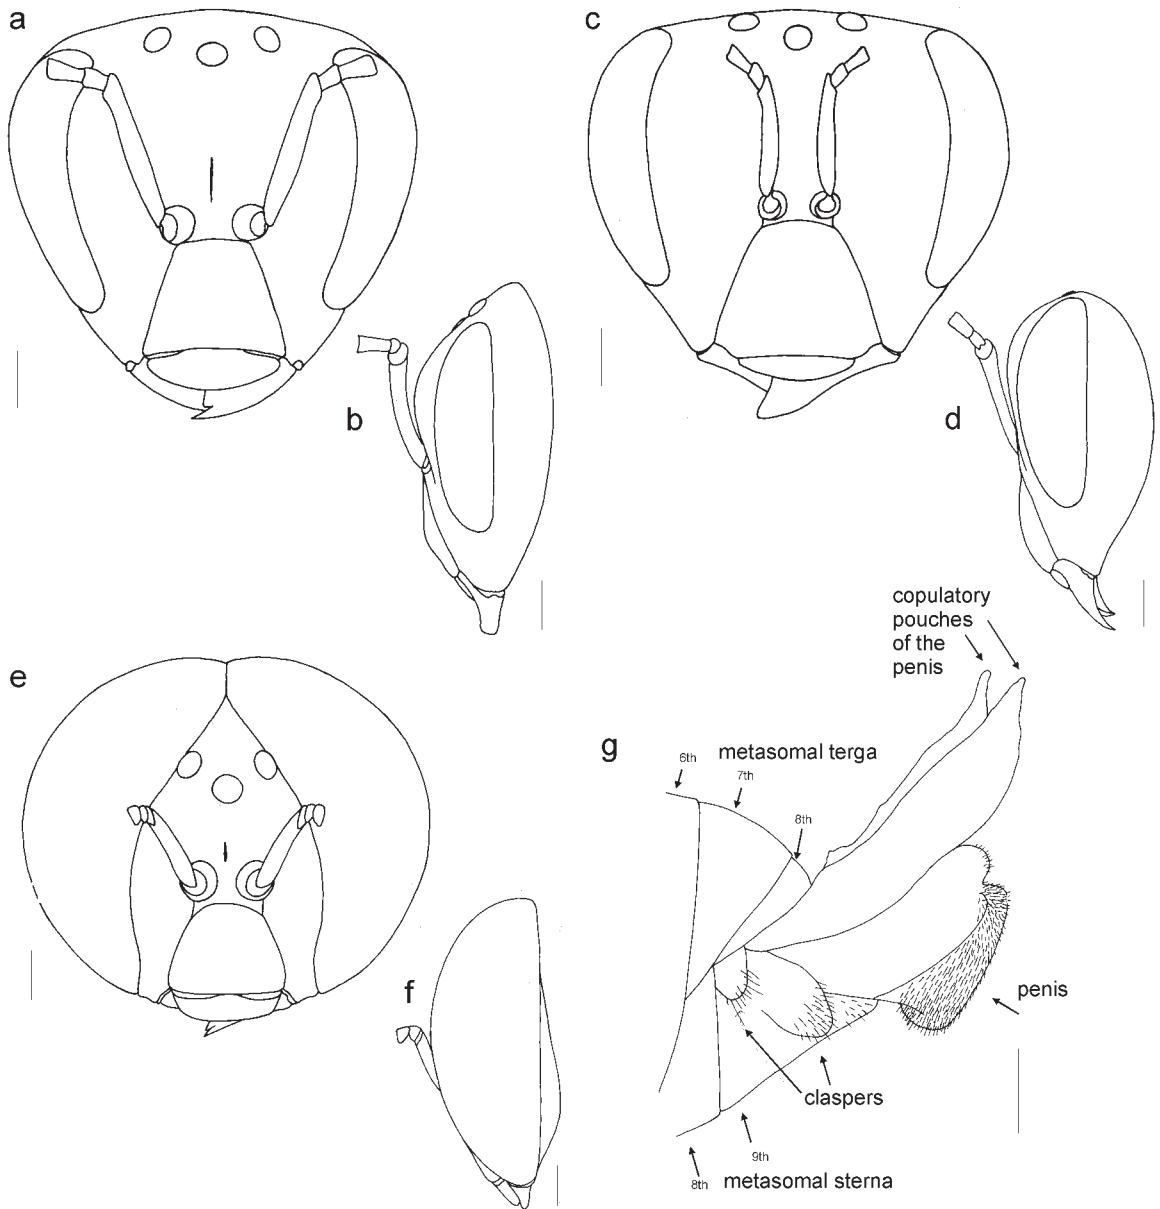 a
c
b
d
copulatory
pouches
of the
penis
e
g
metasomal terga
6th
7th
8th
f
penis
claspers
9th
8th
metasomal sterna